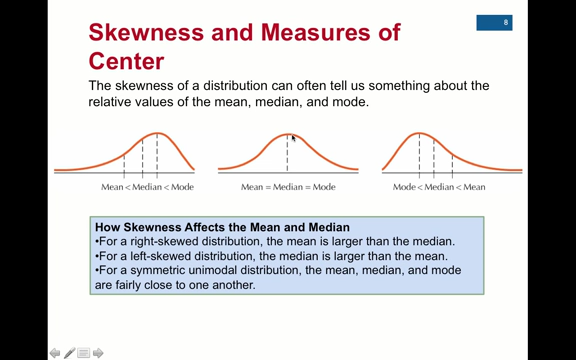 8
Skewness and Measures of
Center
The skewness of a distribution can often tell us something about the
relative values of the mean, median, and mode.
Mean < Median < Mode
Mean = Median = Mode
Mode < Median < Mean
How Skewness Affects the Mean and Median
•For a right-skewed distribution, the mean is larger than the median.
•For a left-skewed distribution, the median is larger than the mean.
•For a symmetric unimodal distribution, the mean, median, and mode
are fairly close to one another.